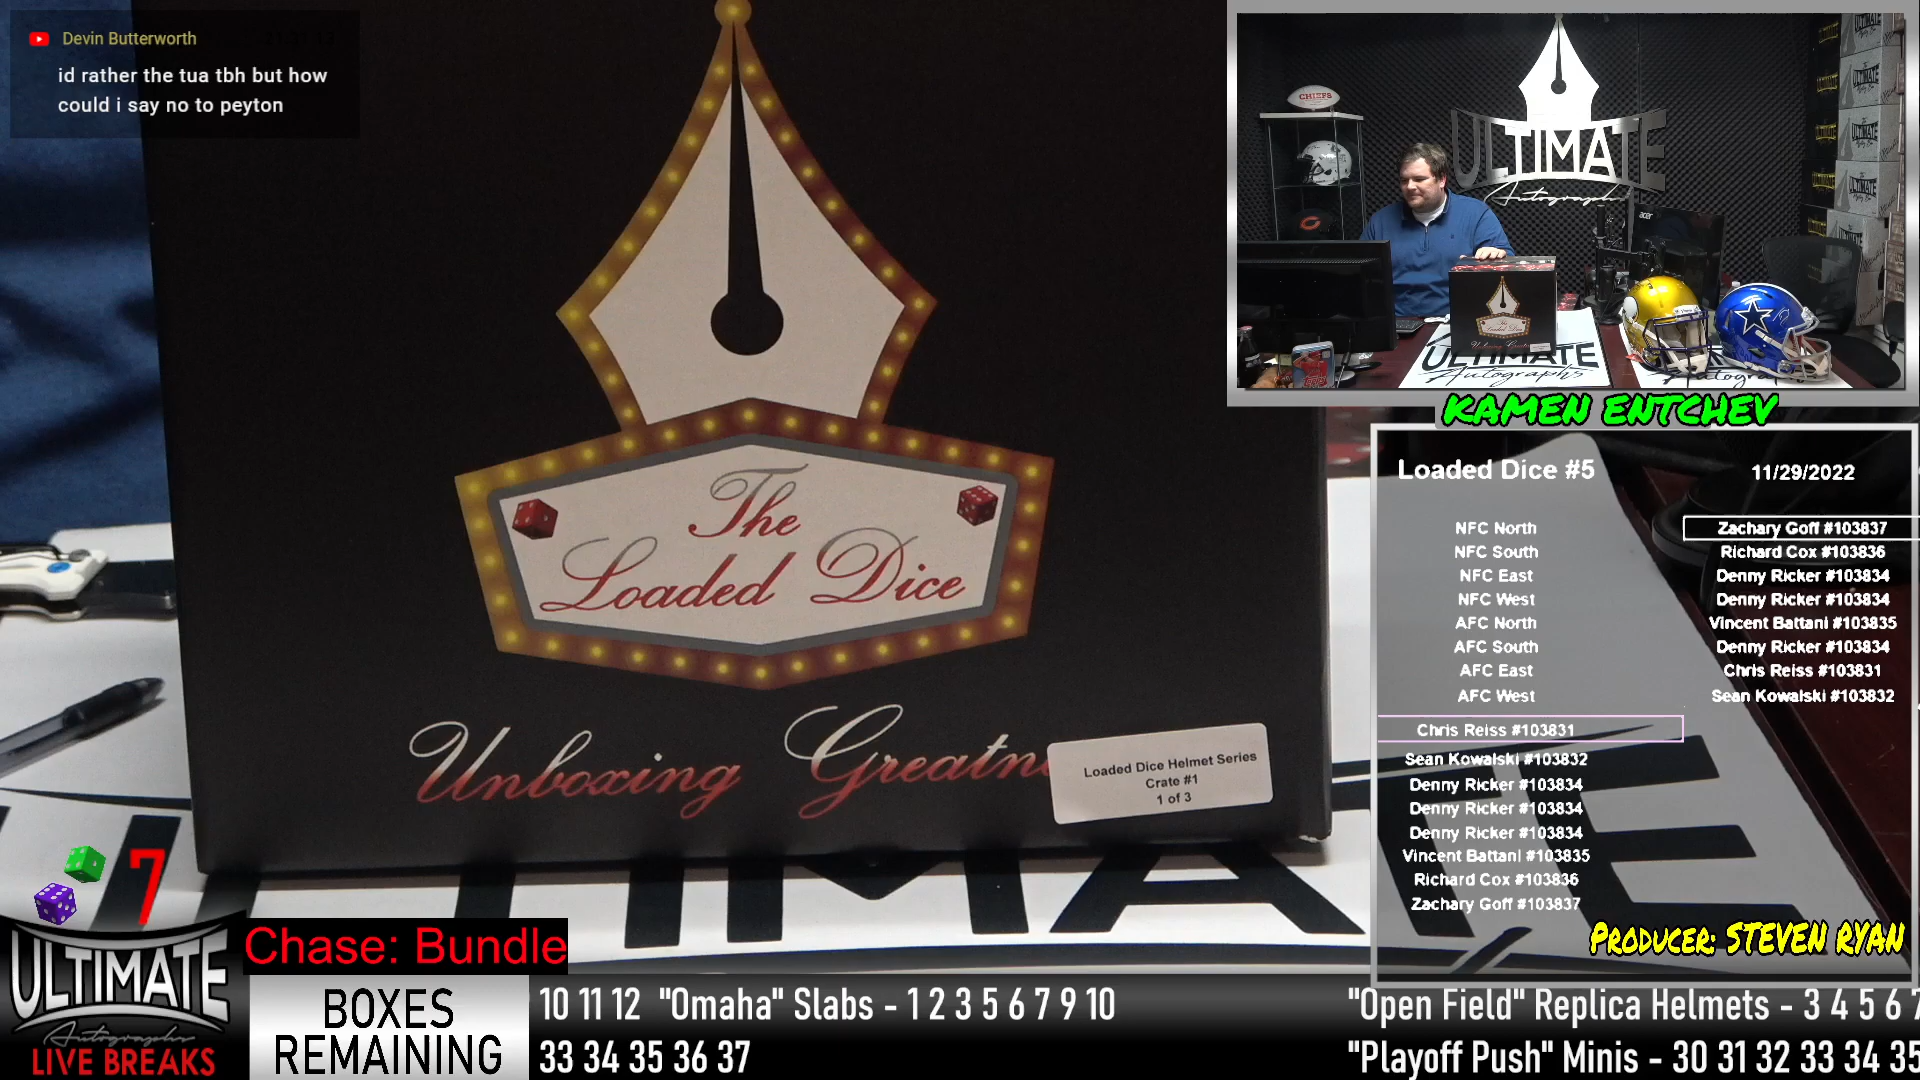 Devin Butterworth
id rather the tua tbh but how
could i say no to peyton
The
Loaded Dice
Unboxing
Loaded Dice Helmet Series
Crate #1
1 of 3
CHIEFS
ULTIMATE
Autographs
acer
The
Loaded Dice
ULTIMATE
Autographs
KAMEN ENTCHEV
Loaded Dice #5
11/29/2022
NFC North Zachary Goff #103837
NFC South Richard Cox #103836
NFC East Denny Ricker #103834
NFC West Denny Ricker #103834
AFC North Vincent Battani #103835
AFC South Denny Ricker #103834
AFC East Chris Reiss #103831
AFC West Sean Kowalski #103832
Chris Reiss #103831
Sean Kowalski #103832
Denny Ricker #103834
Denny Ricker #103834
Denny Ricker #103834
Vincent Battani #103835
Richard Cox #103836
Zachary Goff #103837
PRODUCER: STEVEN RYAN
7
ULTIMATE
Autographs
LIVE BREAKS
Chase: Bundle
BOXES
REMAINING
10 11 12 "Omaha" Slabs - 1 2 3 5 6 7 9 10
"Open Field" Replica Helmets - 3 4 5 6 7
33 34 35 36 37
"Playoff Push" Minis - 30 31 32 33 34 35